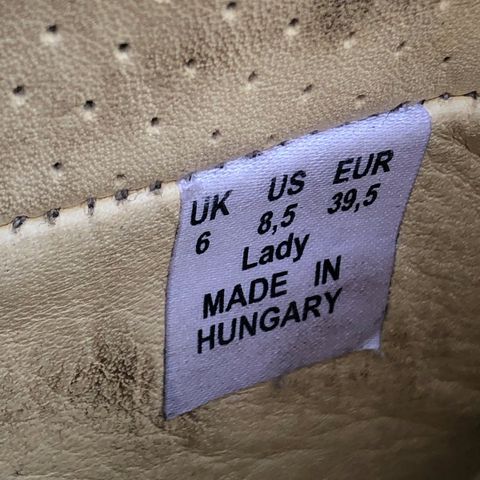 UK US EUR
6 8,5 39,5
Lady
MADE IN
HUNGARY